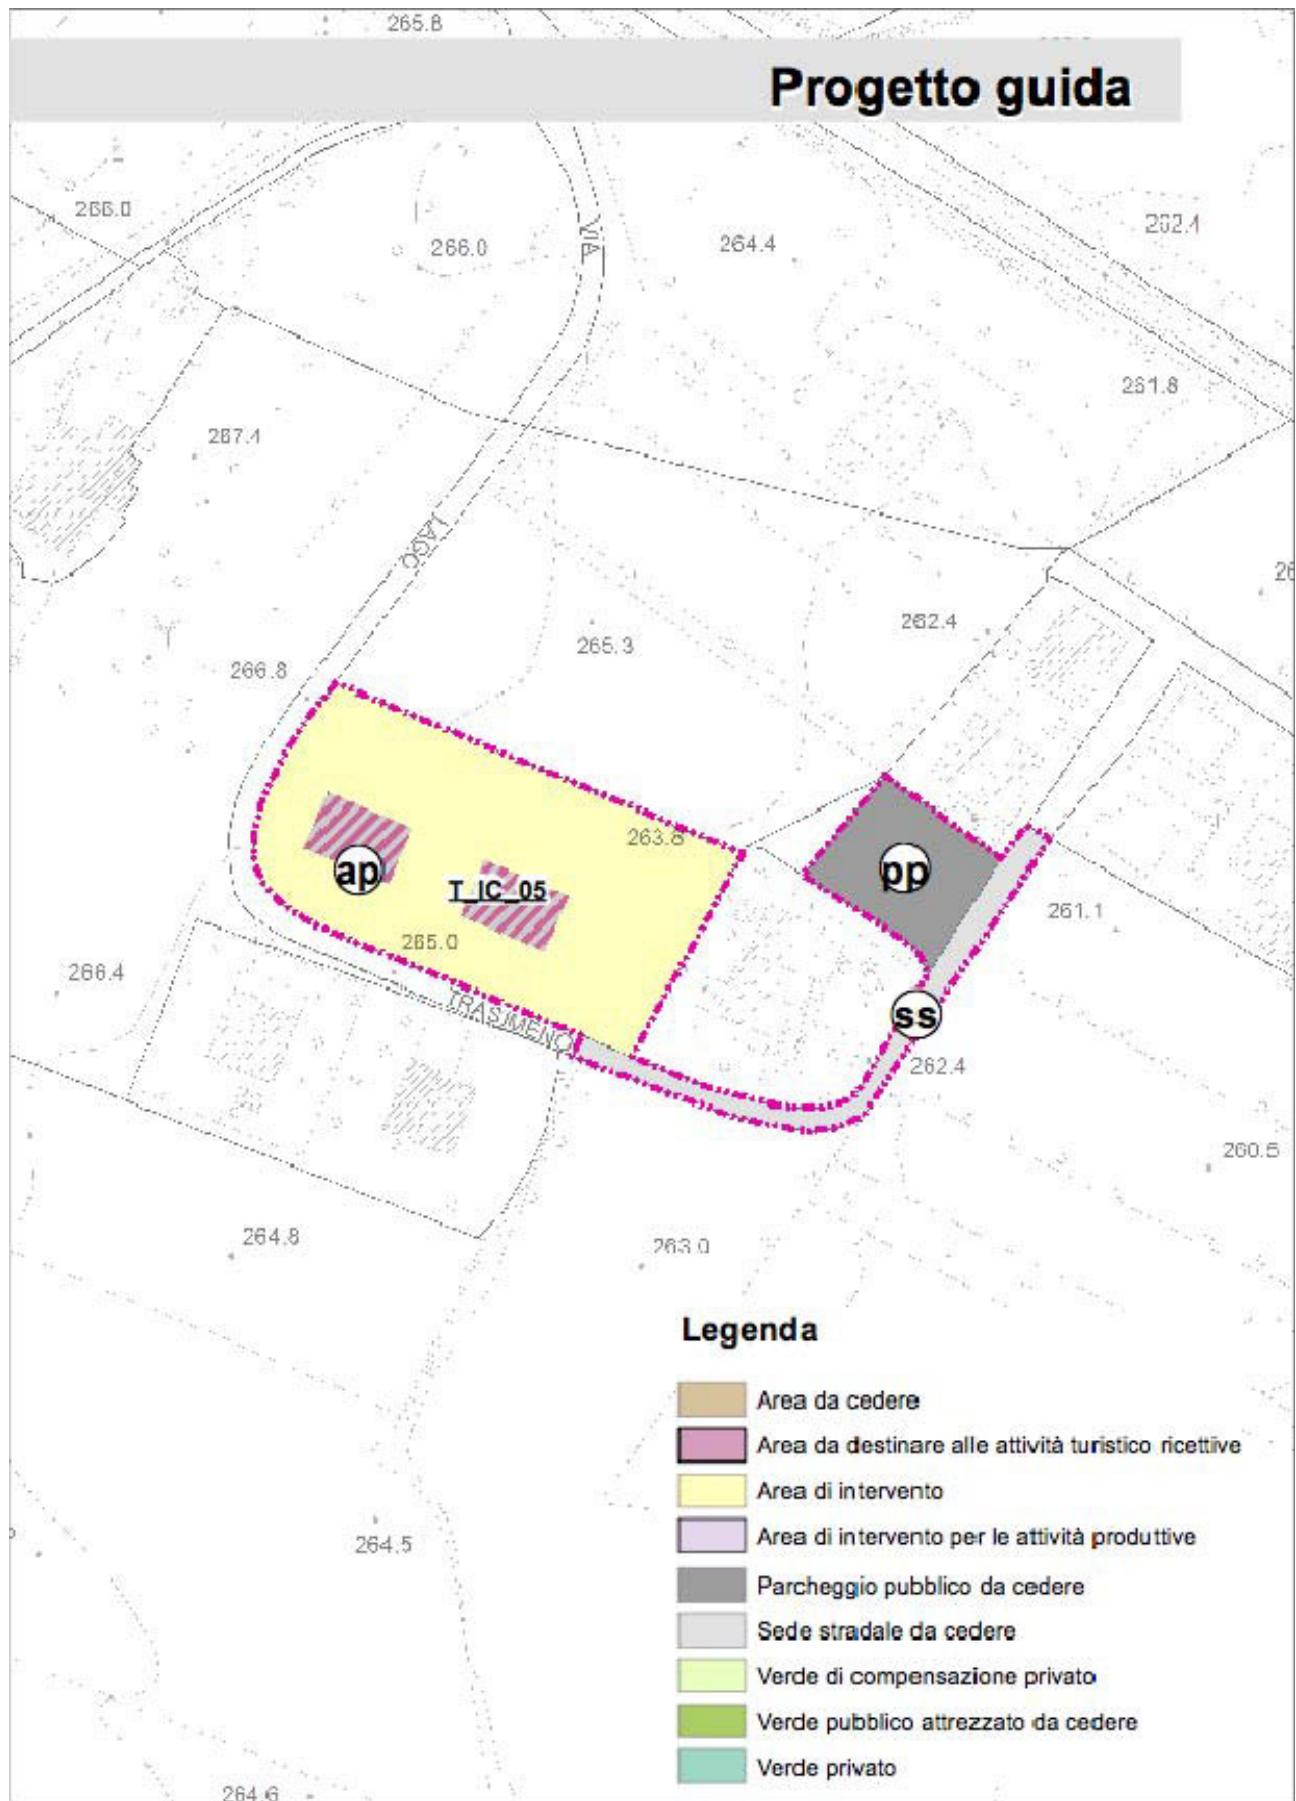 265.8
Progetto guida
266.0
266.0
VIA
264.4
262.4
261.8
267.4
LAGO
262.4
265.3
266.8
263.8
ap
pp
T_IC_05
261.1
265.0
266.4
TRASIMENO
ss
262.4
260.5
264.8
263.0
Legenda
Area da cedere
Area da destinare alle attività turistico ricettive
Area di intervento
Area di intervento per le attività produttive
264.5
Parcheggio pubblico da cedere
Sede stradale da cedere
Verde di compensazione privato
Verde pubblico attrezzato da cedere
Verde privato
264.6